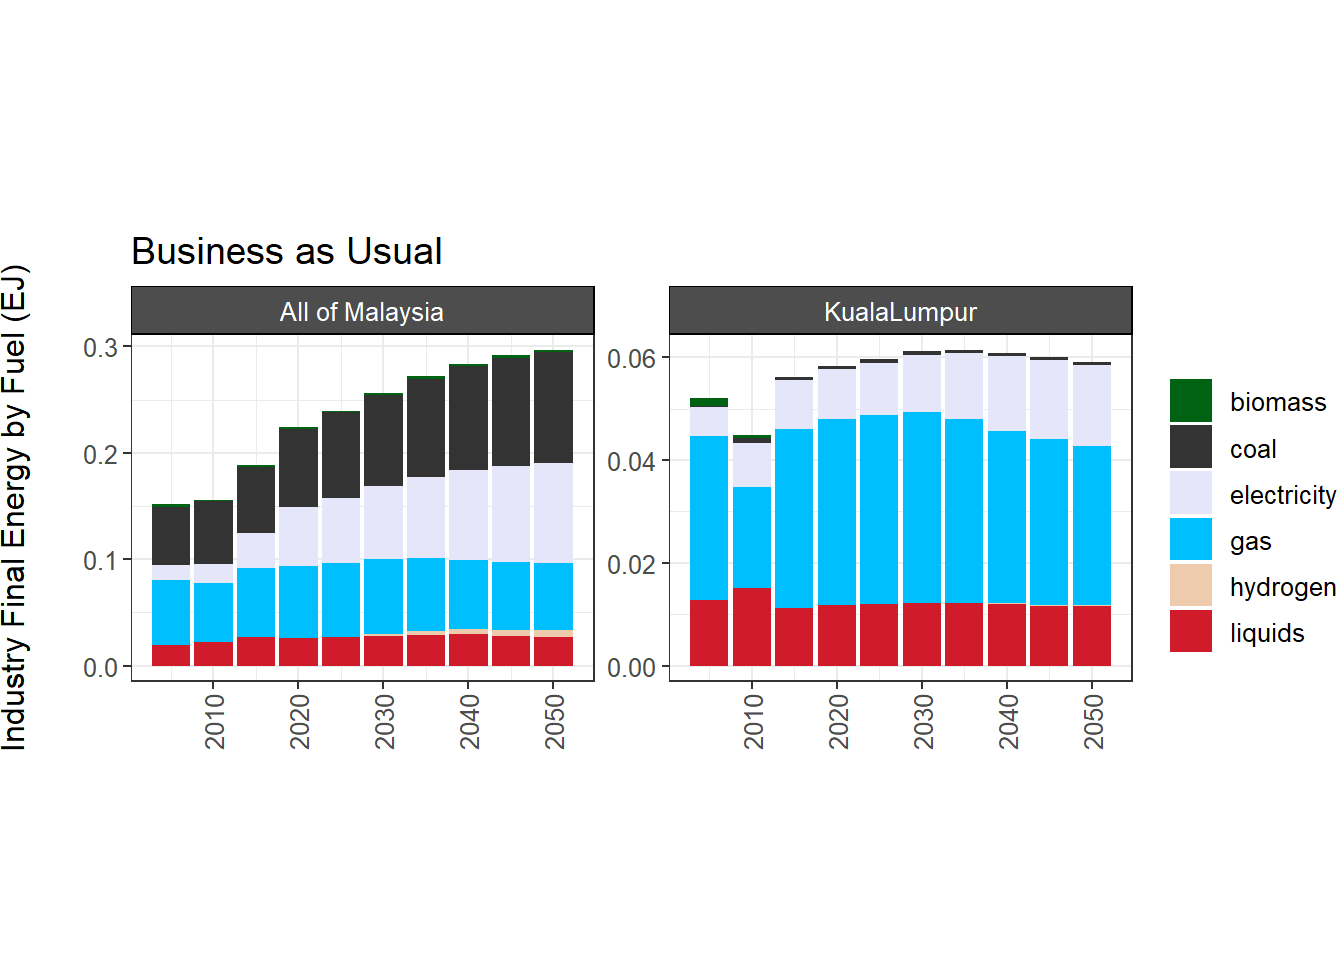 Business as Usual
Industry Final Energy by Fuel (EJ)
All of Malaysia
0.3
0.2
0.1
0.0
2010
2020
2030
2040
2050
KualaLumpur
0.06
0.04
0.02
0.00
2010
2020
2030
2040
2050
biomass
coal
electricity
gas
hydrogen
liquids